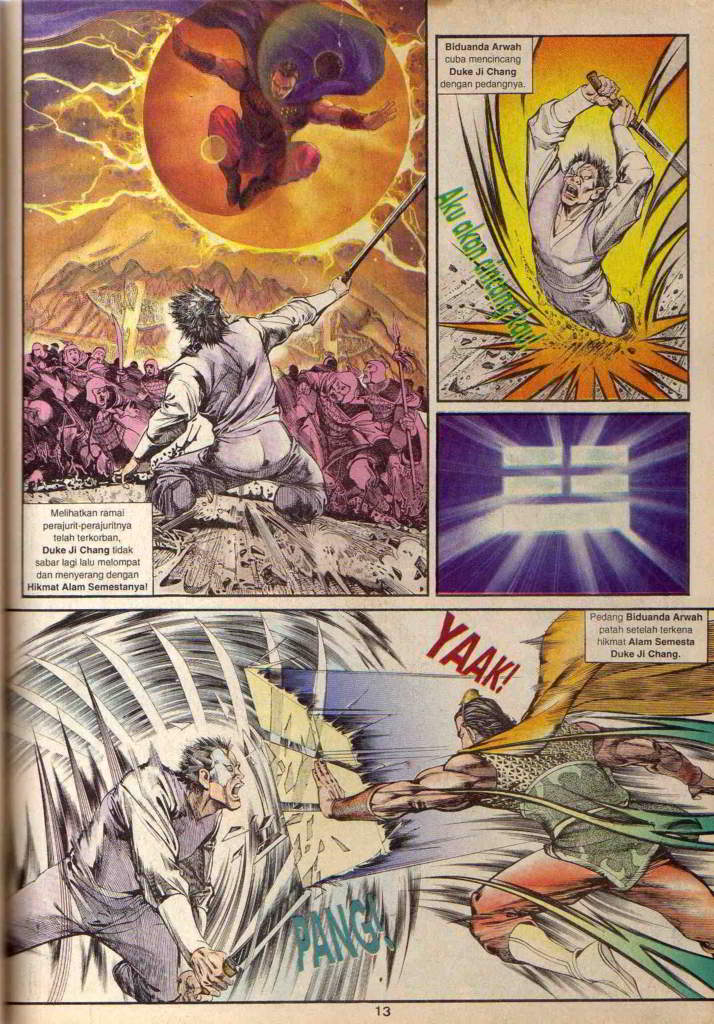 Melihatkan ramai
perajurit-perajuritnya
telah terkorban,
Duke Ji Chang tidak
sabar lagi lalu melompat
dan menyerang dengan
Hikmat Alam Semestanya!
Biduanda Arwah
cuba mencincang
Duke Ji Chang
dengan pedangnya.
Aku akan cincang kau!
Pedang Biduanda Arwah
patah setelah terkena
hikmat Alam Semesta
Duke Ji Chang.
YAAK!
PANG!
13